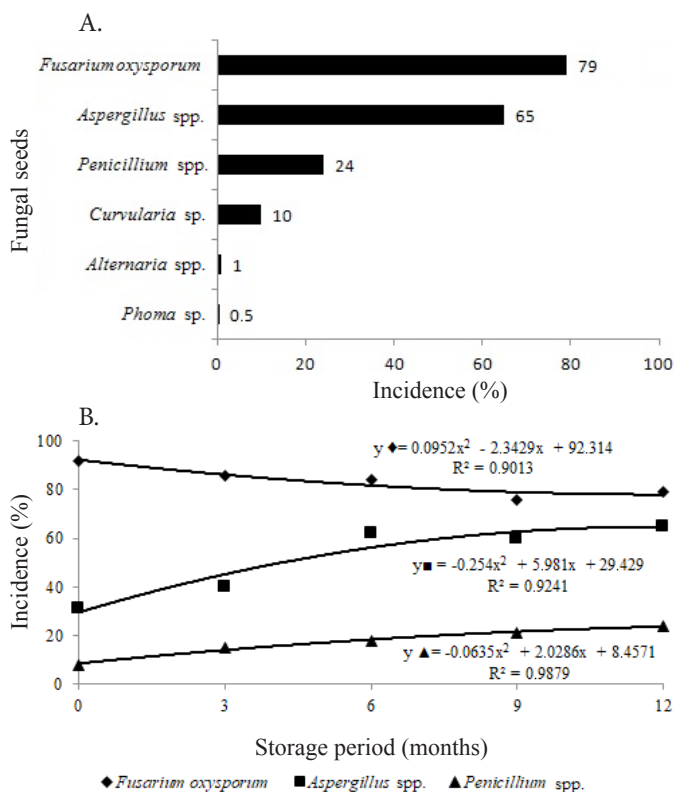 A.
Fungal seeds
Fusarium oxysporum 79
Aspergillus spp. 65
Penicillium spp. 24
Curvularia sp. 10
Alternaria spp. 1
Phoma sp. 0.5
0 20 40 60 80 100
Incidence (%)
B.
Incidence (%)
100
80
60
40
20
0
y ◆= 0.0952x² - 2.3429x + 92.314
R² = 0.9013
y■ = -0.254x² + 5.981x + 29.429
R² = 0.9241
y ▲= -0.0635x² + 2.0286x + 8.4571
R² = 0.9879
0 3 6 9 12
Storage period (months)
◆ Fusarium oxysporum ■ Aspergillus spp. ▲ Penicillium spp.